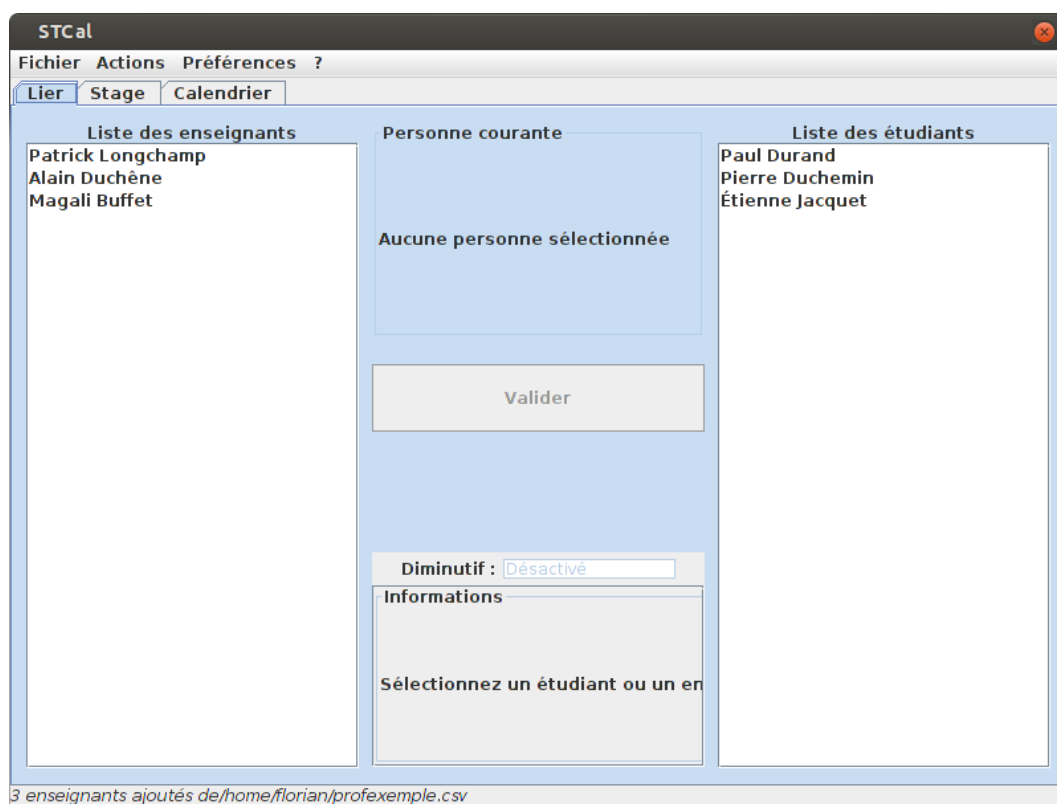 STCal
Fichier Actions Préférences ?
Lier Stage Calendrier
Liste des enseignants
Patrick Longchamp
Alain Duchêne
Magali Buffet
Personne courante
Aucune personne sélectionnée
Valider
Diminutif : Désactivé
Informations
Sélectionnez un étudiant ou un en
Liste des étudiants
Paul Durand
Pierre Duchemin
Étienne Jacquet
3 enseignants ajoutés de/home/florian/profexemple.csv